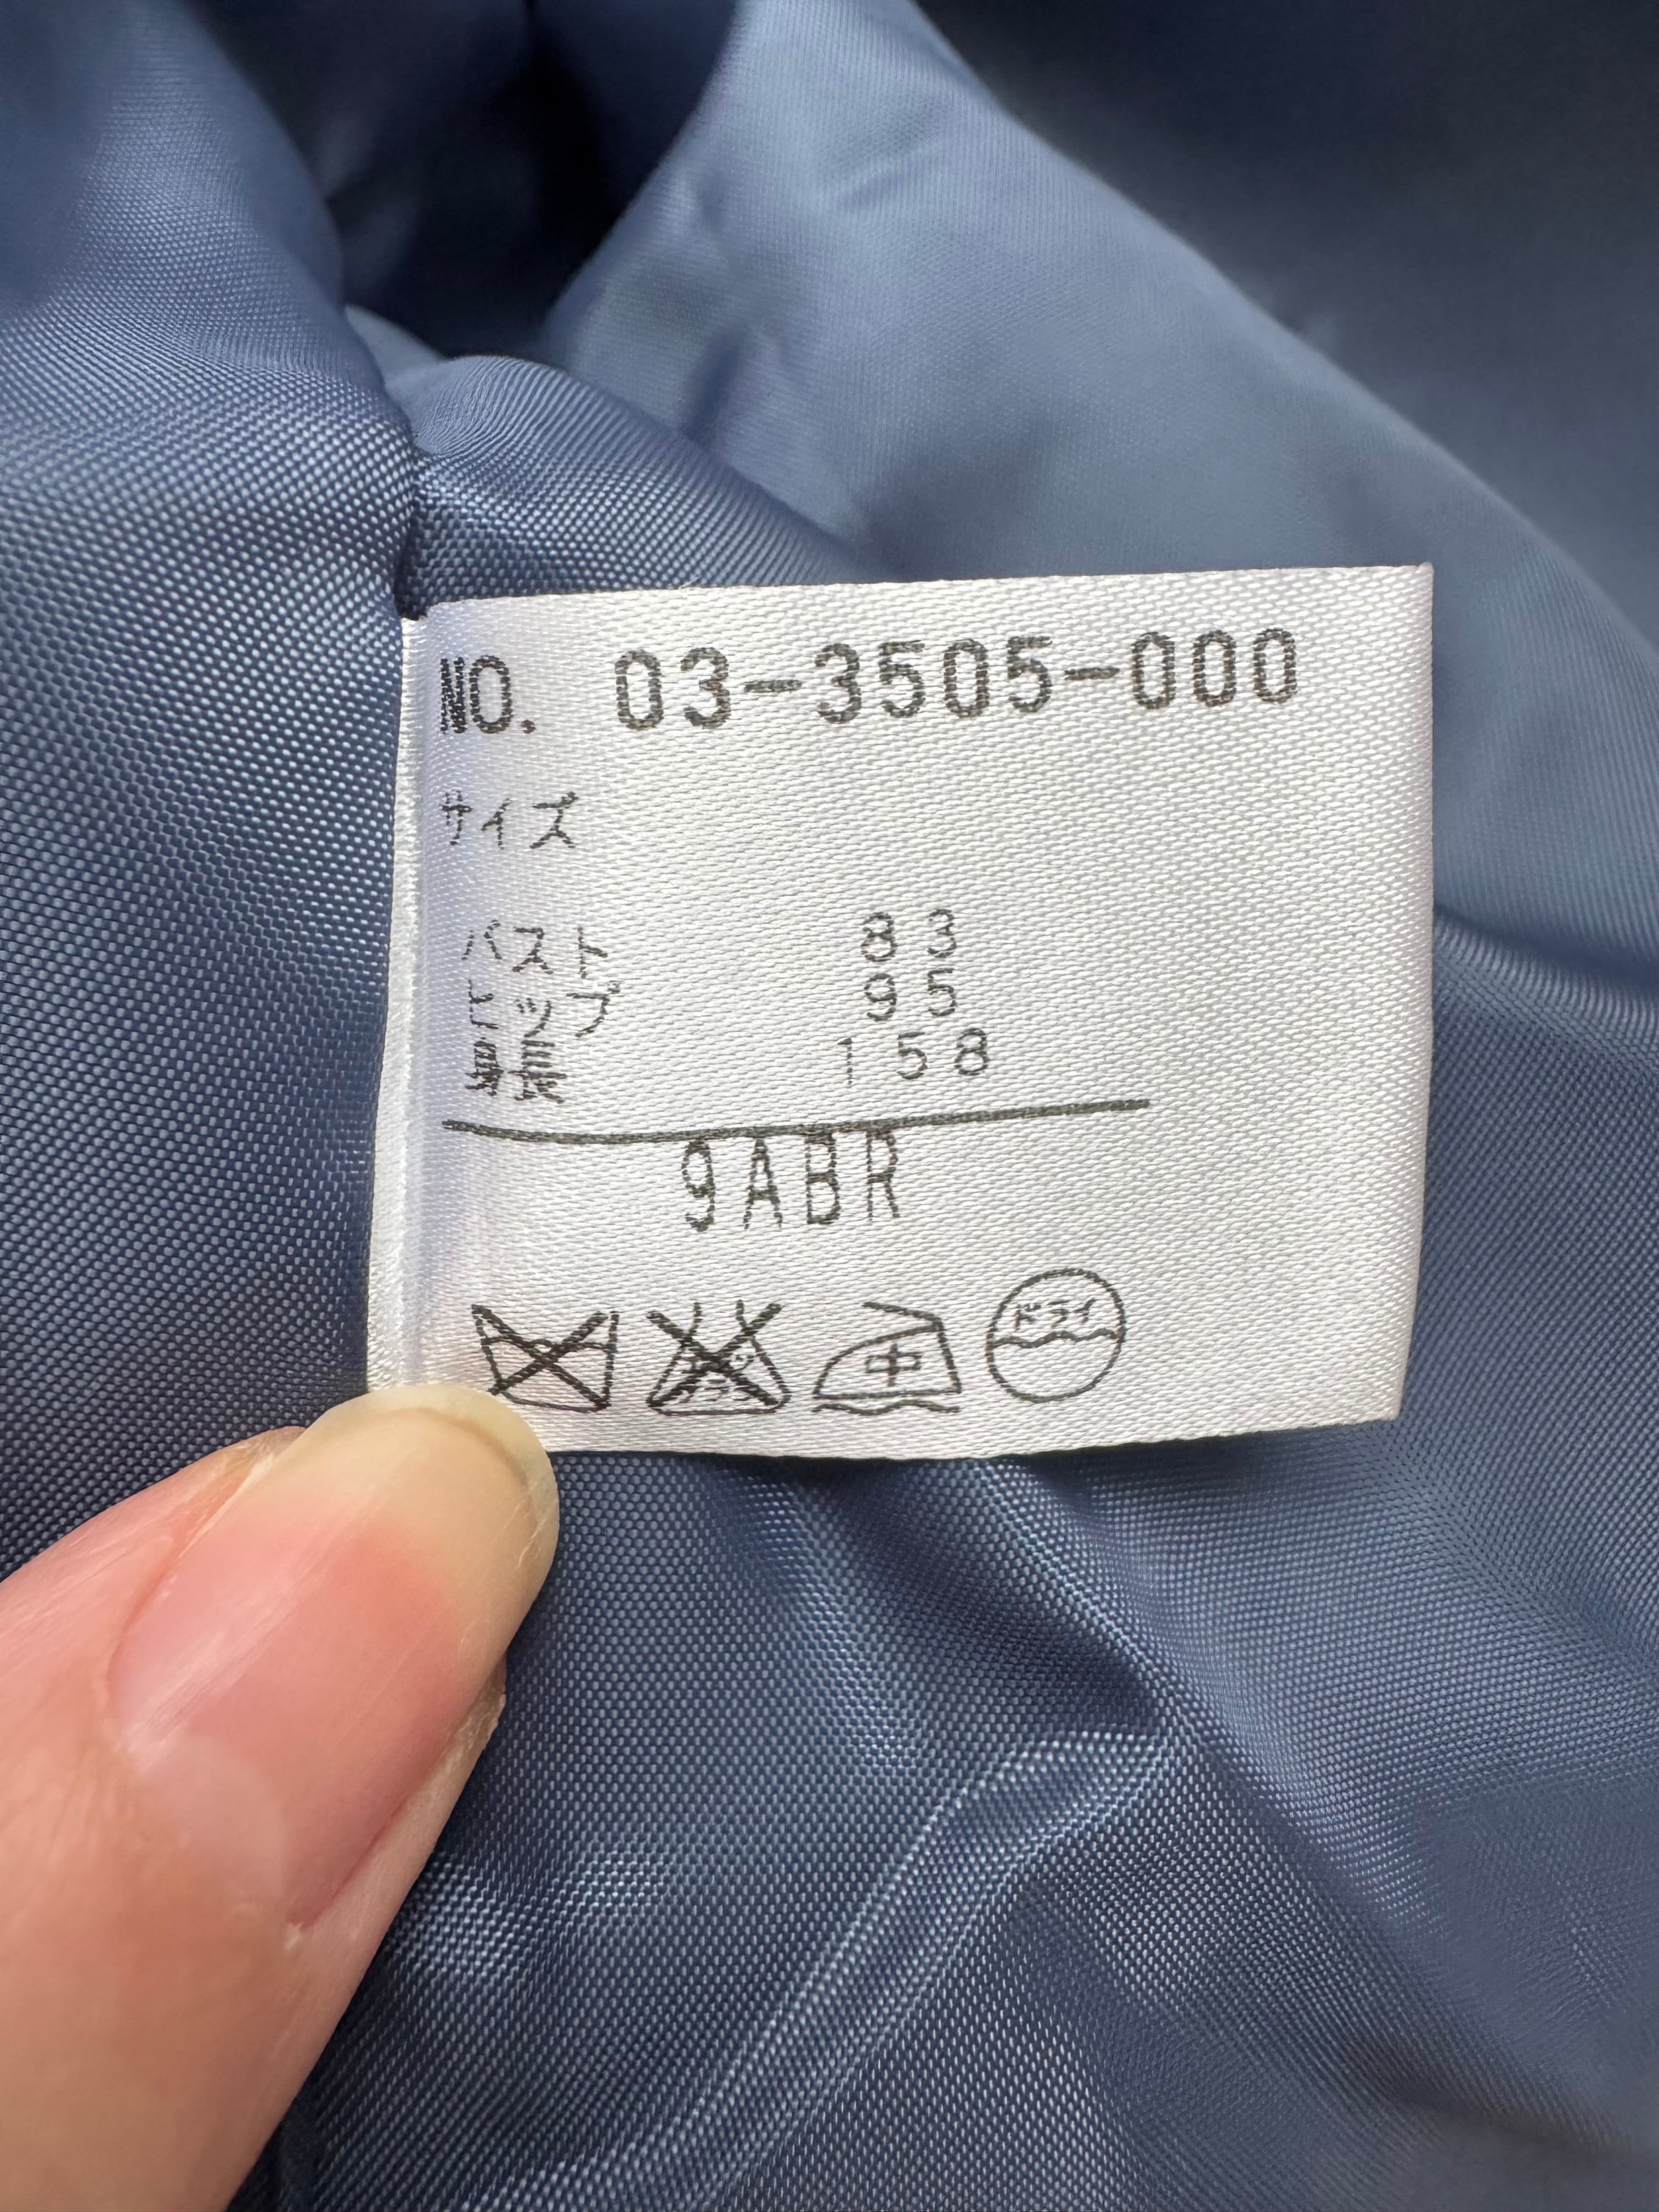 NO. 03-3505-000
サイズ
バスト 83
ヒップ 95
身長 158
9ABR
中 ドライ